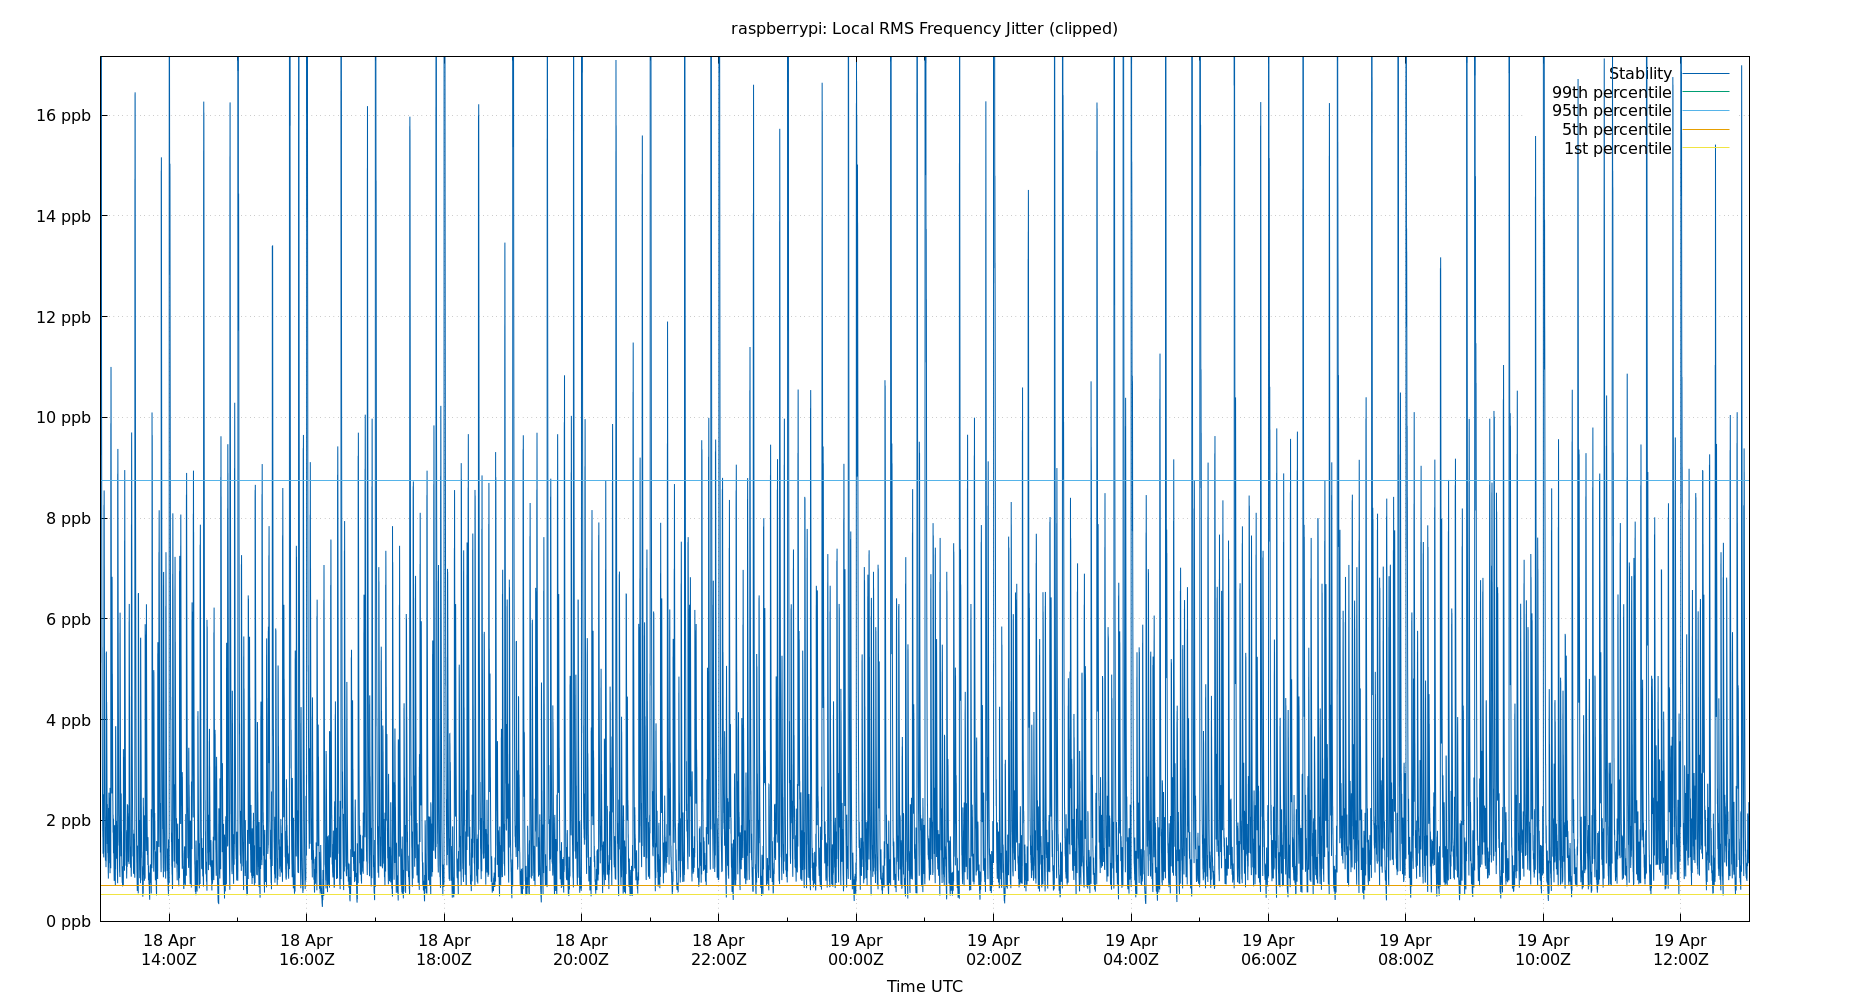 raspberrypi: Local RMS Frequency Jitter (clipped)
Stability
99th percentile
95th percentile
5th percentile
1st percentile
16 ppb
14 ppb
12 ppb
10 ppb
8 ppb
6 ppb
4 ppb
2 ppb
0 ppb
18 Apr 18 Apr 18 Apr 18 Apr 18 Apr 19 Apr 19 Apr 19 Apr 19 Apr 19 Apr 19 Apr 19 Apr
14:00Z 16:00Z 18:00Z 20:00Z 22:00Z 00:00Z 02:00Z 04:00Z 06:00Z 08:00Z 10:00Z 12:00Z
Time UTC